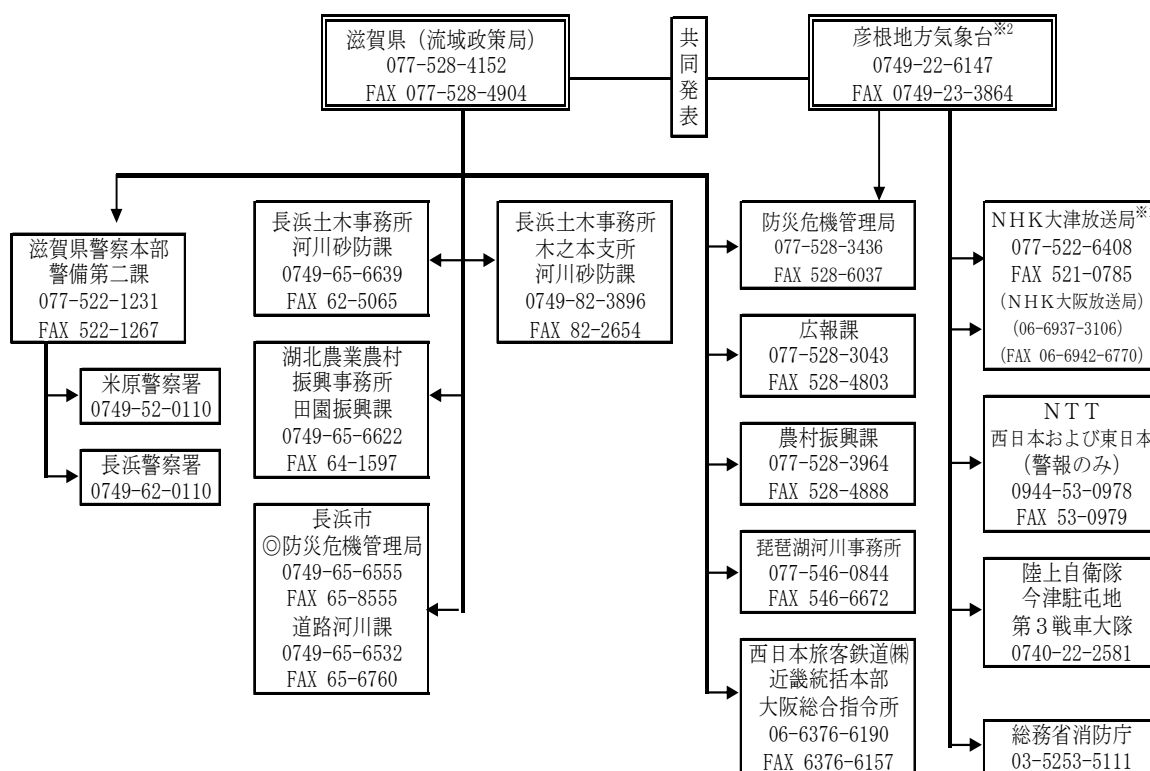 滋賀県（流域政策局）
077-528-4152
FAX 077-528-4904
共同発表
彦根地方気象台※2
0749-22-6147
FAX 0749-23-3864
滋賀県警察本部
警備第二課
077-522-1231
FAX 522-1267
米原警察署
0749-52-0110
長浜警察署
0749-62-0110
長浜土木事務所
河川砂防課
0749-65-6639
FAX 62-5065
長浜土木事務所
木之本支所
河川砂防課
0749-82-3896
FAX 82-2654
湖北農業農村
振興事務所
田園振興課
0749-65-6622
FAX 64-1597
長浜市
◎防災危機管理局
0749-65-6555
FAX 65-8555
道路河川課
0749-65-6532
FAX 65-6760
防災危機管理局
077-528-3436
FAX 528-6037
広報課
077-528-3043
FAX 528-4803
農村振興課
077-528-3964
FAX 528-4888
琵琶湖河川事務所
077-546-0844
FAX 546-6672
西日本旅客鉄道㈱
近畿統括本部
大阪総合指令所
06-6376-6190
FAX 6376-6157
ＮＨＫ大津放送局※
077-522-6408
FAX 521-0785
(ＮＨＫ大阪放送局)
(06-6937-3106)
(FAX 06-6942-6770)
ＮＴＴ
西日本および東日本
(警報のみ)
0944-53-0978
FAX 53-0979
陸上自衛隊
今津駐屯地
第３戦車大隊
0740-22-2581
総務省消防庁
03-5253-5111